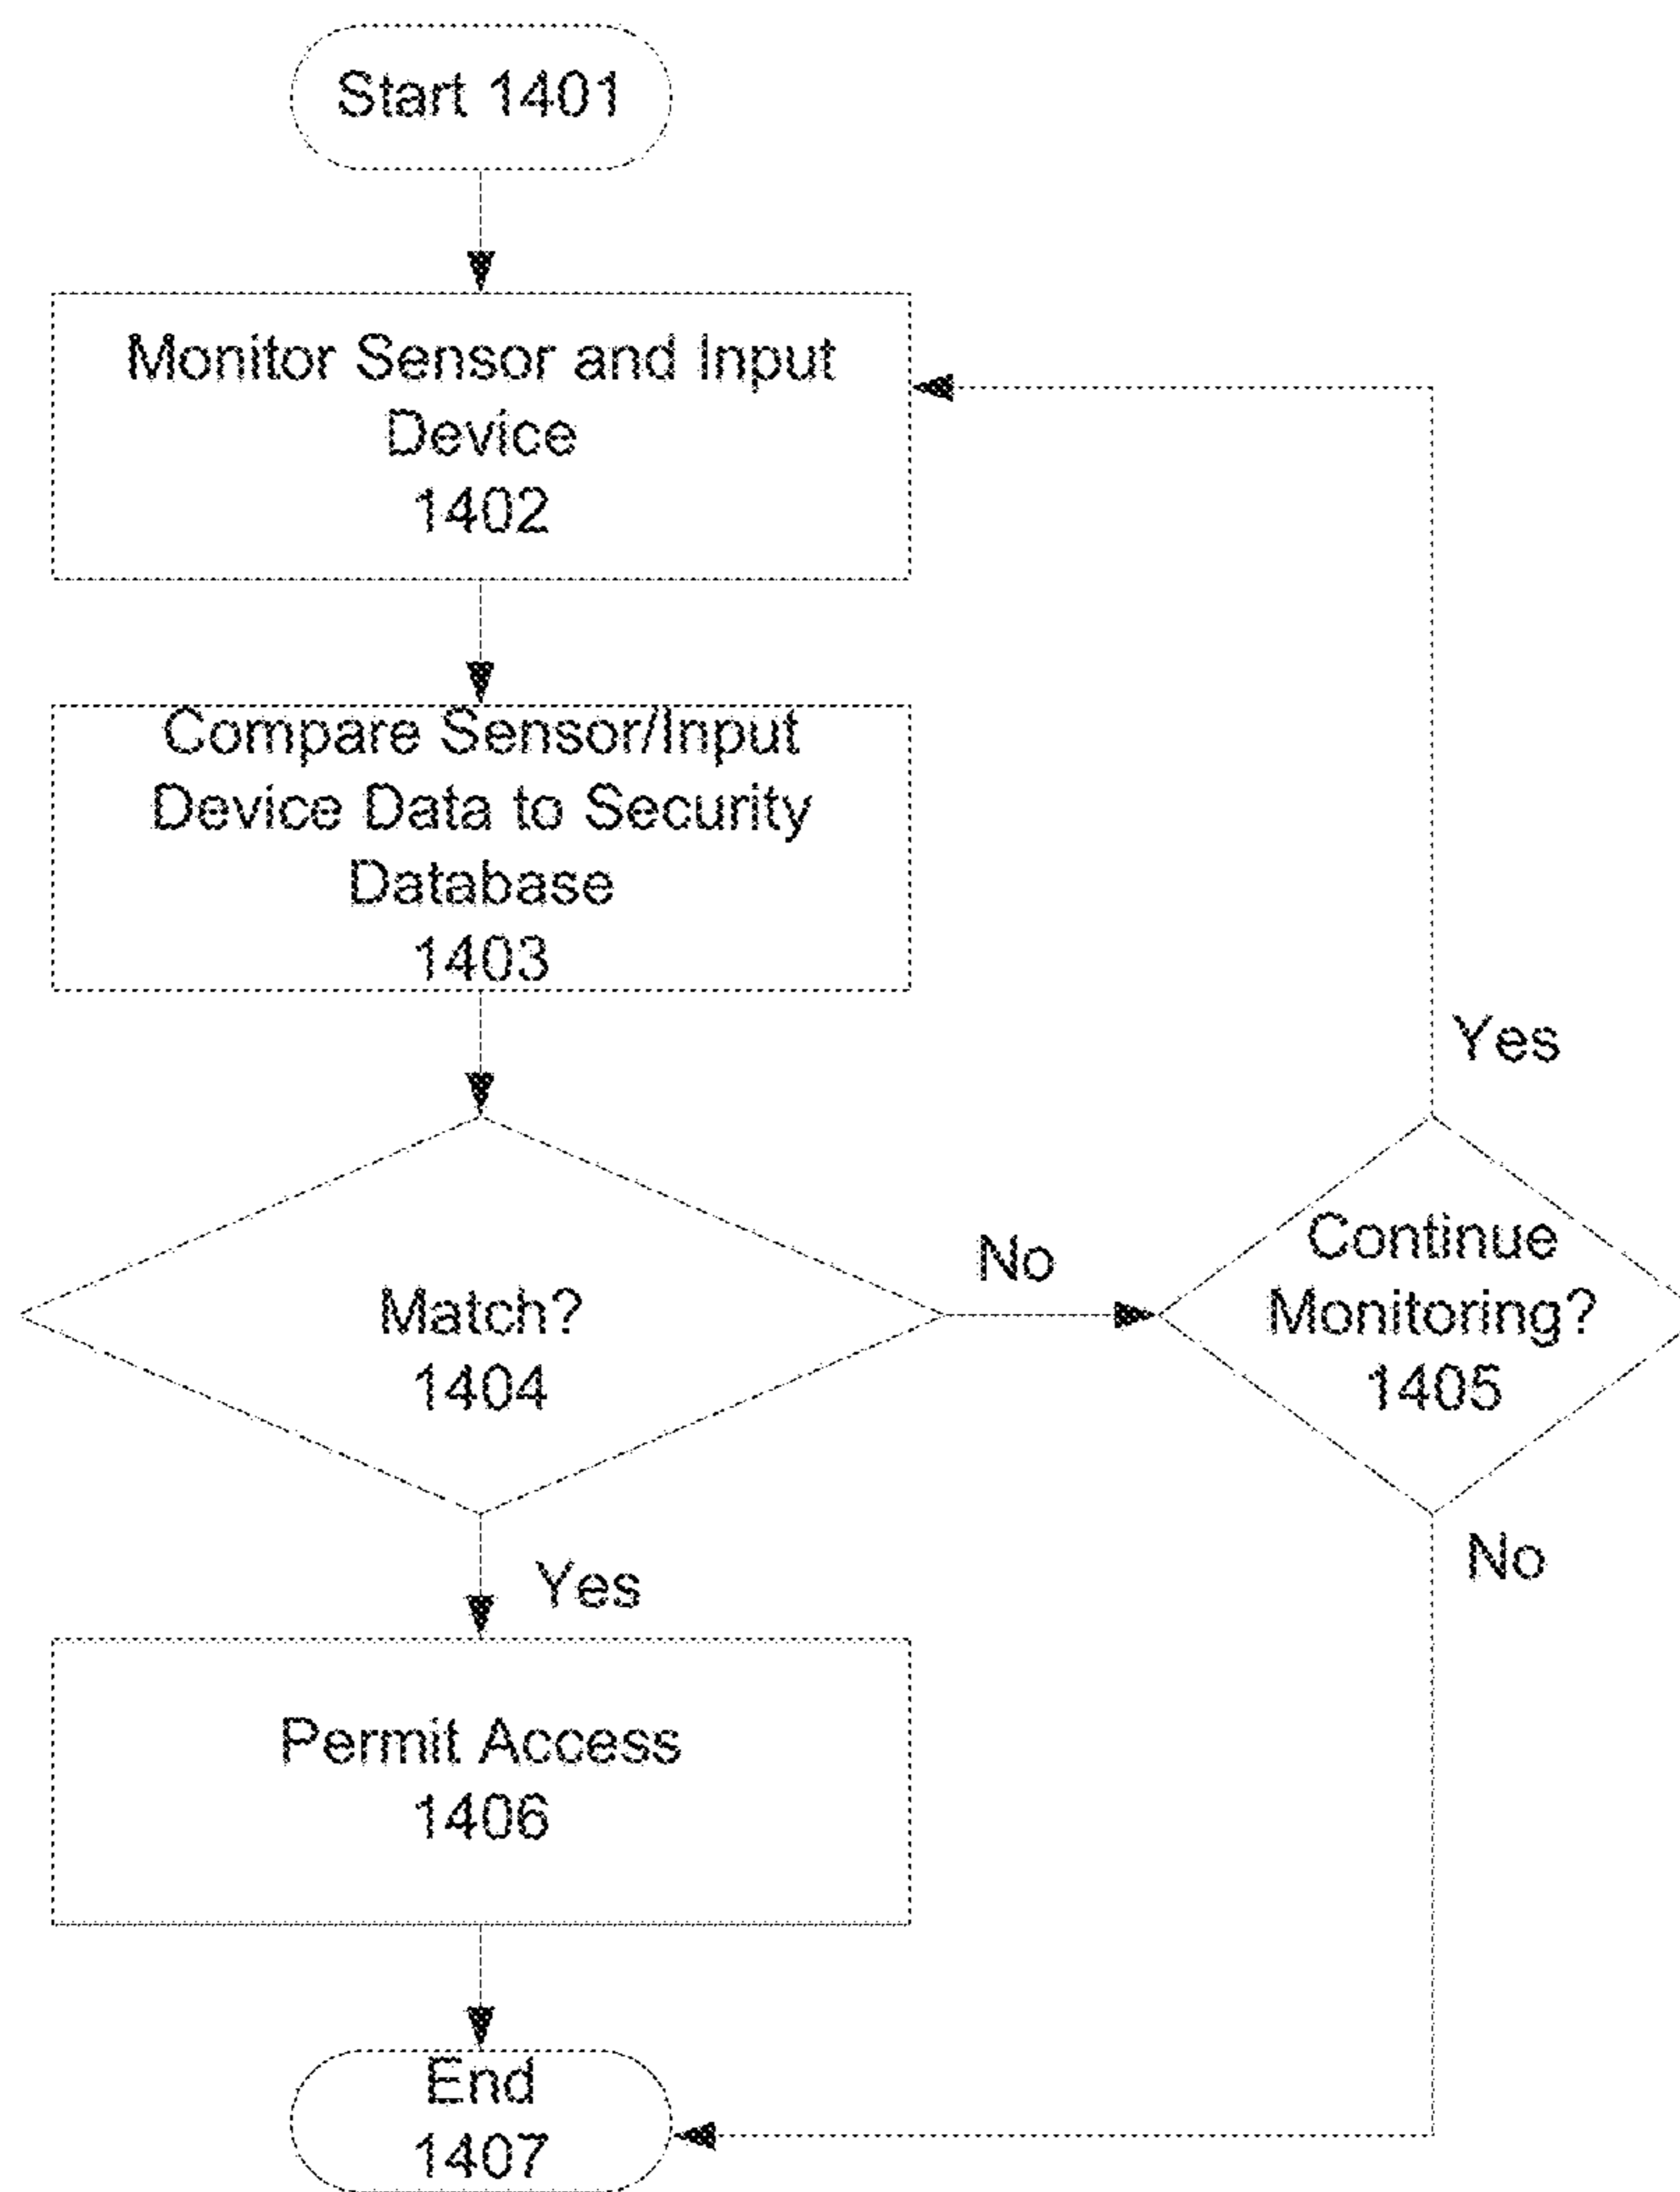 Start 1401
Monitor Sensor and Input
Device
1402
Compare Sensor/Input
Device Data to Security
Database
1403
Yes
Match?
1404
No
Continue
Monitoring?
1405
Yes
No
Permit Access
1406
End
1407